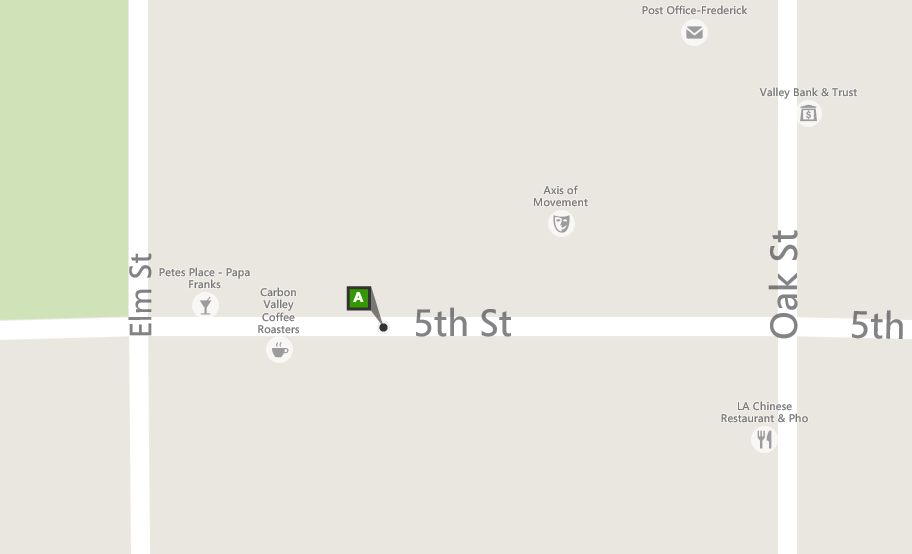 Post Office-Frederick
Valley Bank & Trust
$
Axis of
Movement
Elm St
Petes Place - Papa
Franks
Carbon
Valley
Coffee
Roasters
A
5th St
Oak St
5th
LA Chinese
Restaurant & Pho